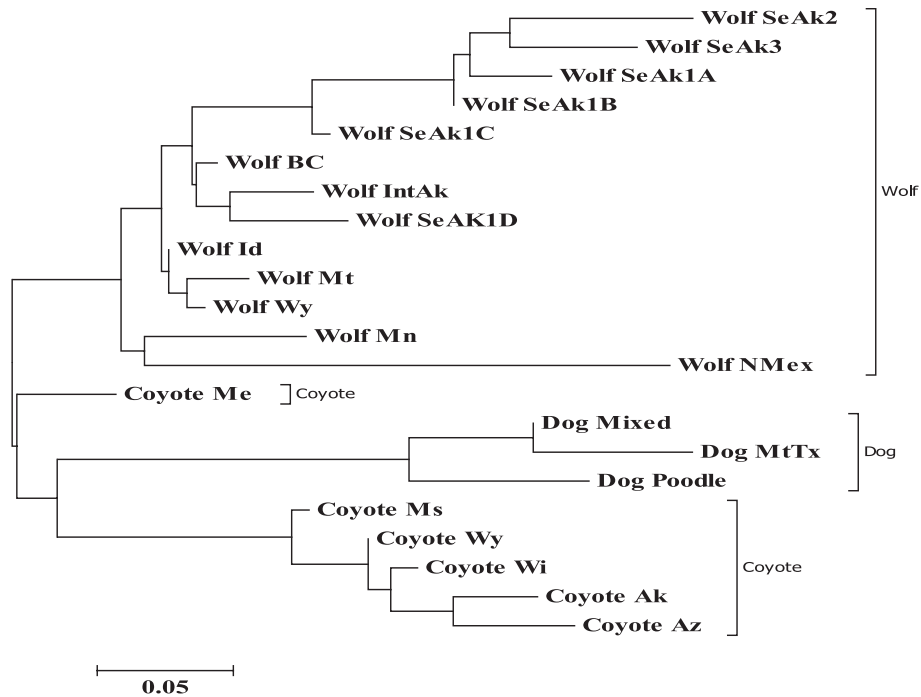 Wolf SeAk2
Wolf SeAk3
Wolf SeAk1A
Wolf SeAk1B
Wolf SeAk1C
Wolf BC
Wolf IntAk
Wolf SeAK1D
Wolf Id
Wolf Mt
Wolf Wy
Wolf Mn
Wolf NMex
Wolf
Coyote Me
Coyote
Dog Mixed
Dog MtTx
Dog Poodle
Dog
Coyote Ms
Coyote Wy
Coyote Wi
Coyote Ak
Coyote Az
Coyote
0.05